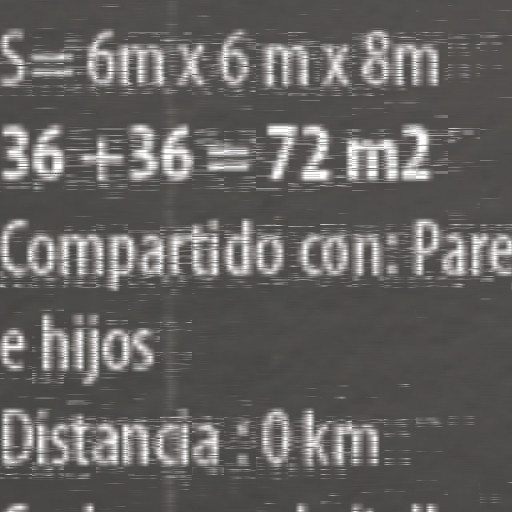 S= 6m x 6 m x 8m
36 +36 = 72 m2
Compartido con: Pare
e hijos
Distancia : 0 km